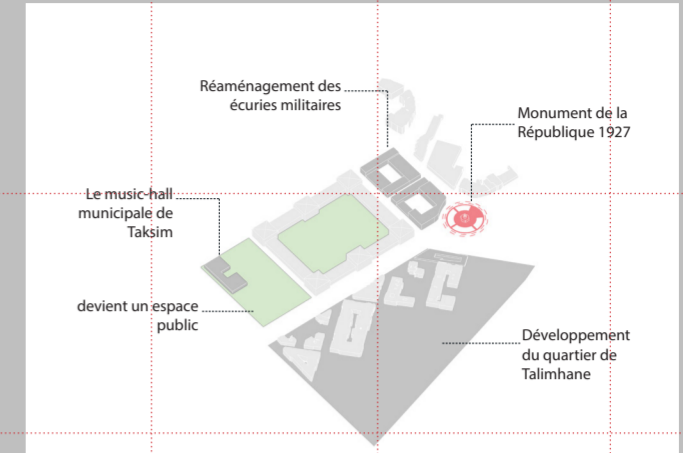 Réaménagement des
écuries militaires
Monument de la
République 1927
Le music-hall
municipale de
Taksim
devient un espace
public
Développement
du quartier de
Talimhane